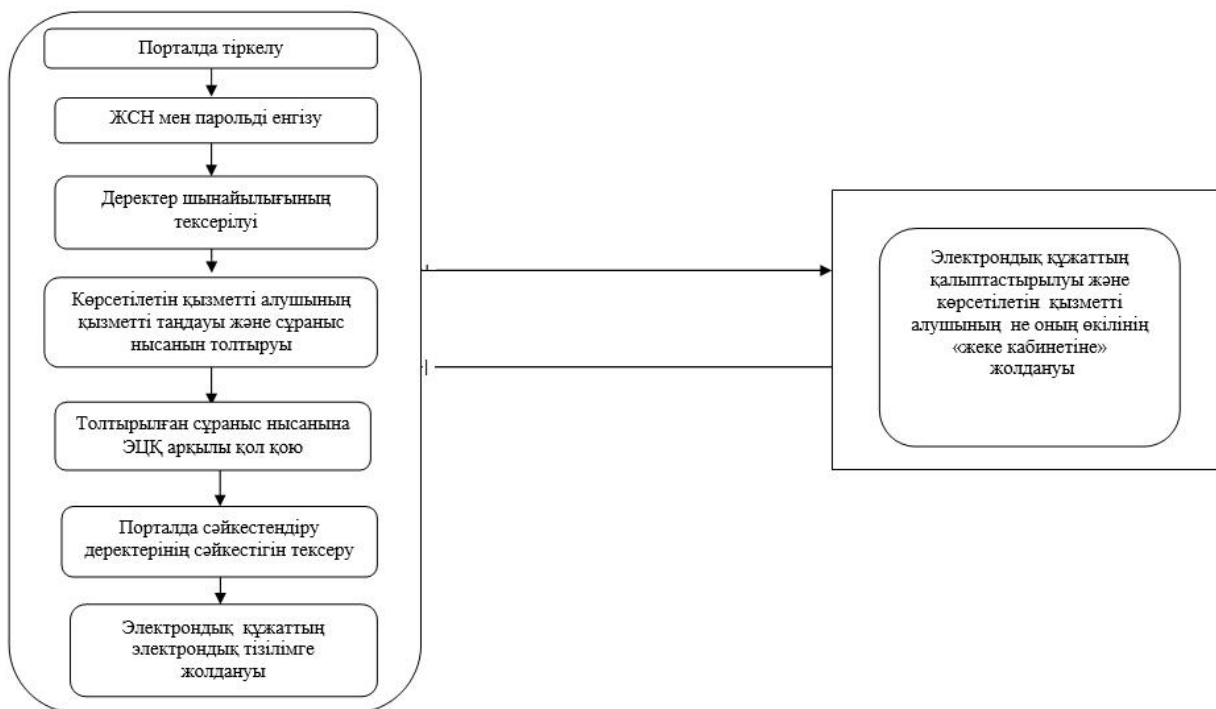 Порталда тіркелу
ЖСН мен парольді енгізу
Деректер шынайылығының
тексерілуі
Көрсетілетін қызметті алушының
қызметті таңдауы және сұраныс
нысанын толтыруы
Толтырылған сұраныс нысанына
ЭЦҚ арқылы қол қою
Порталда сәйкестендіру
деректерінің сәйкестігін тексеру
Электрондық құжаттың
электрондық тізілімге
жолдануы
Электрондық құжаттың
қалыптастырылуы және
көрсетілетін қызметті
алушының не оның өкілінің
«жеке кабинетіне»
жолдануы